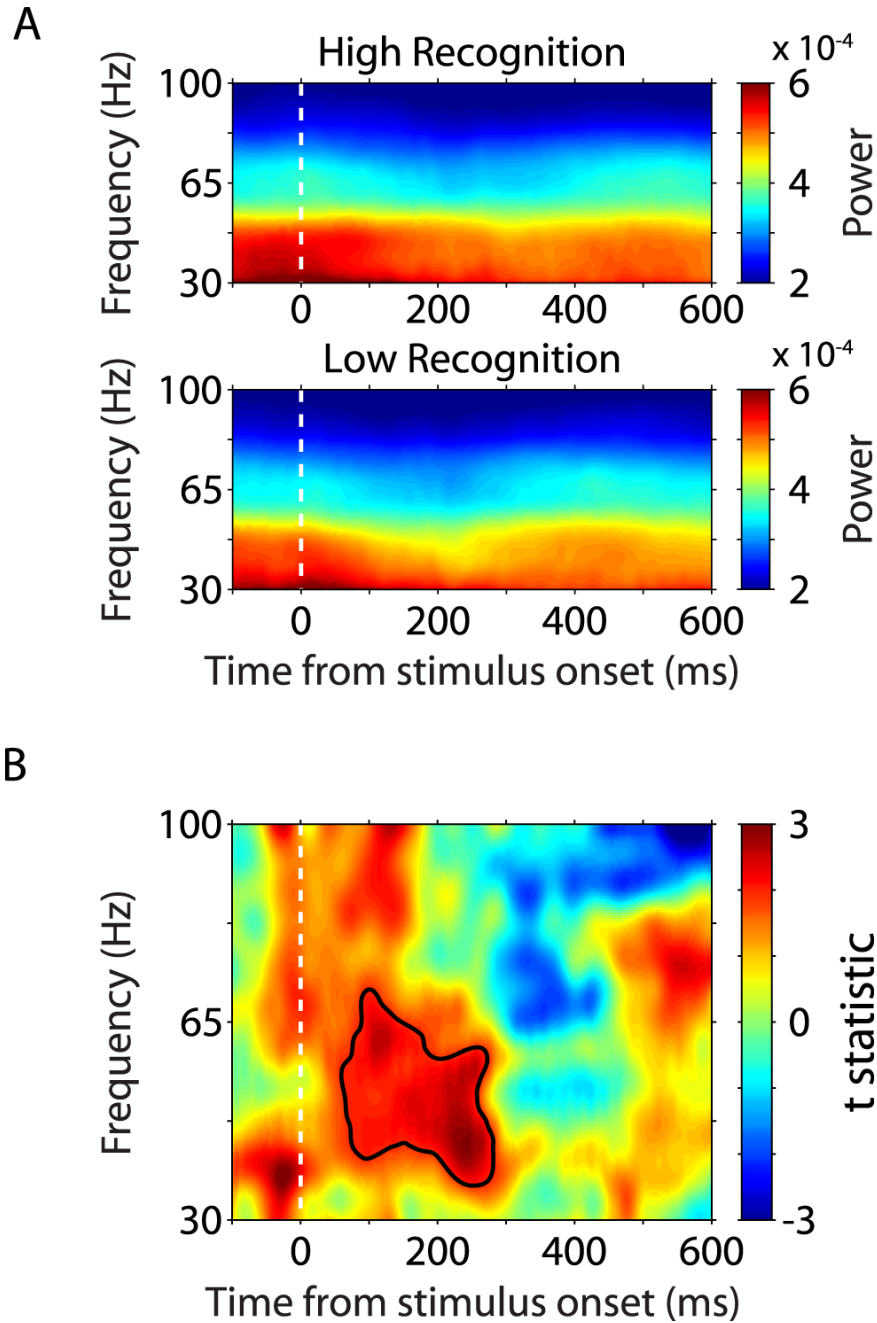 A
High Recognition
x 10-4
Frequency (Hz)
100
65
30
0
200
400
600
6
4
2
Power
Low Recognition
x 10-4
Frequency (Hz)
100
65
30
0
200
400
600
6
4
2
Power
Time from stimulus onset (ms)
B
Frequency (Hz)
100
65
30
0
200
400
600
3
0
-3
t statistic
Time from stimulus onset (ms)